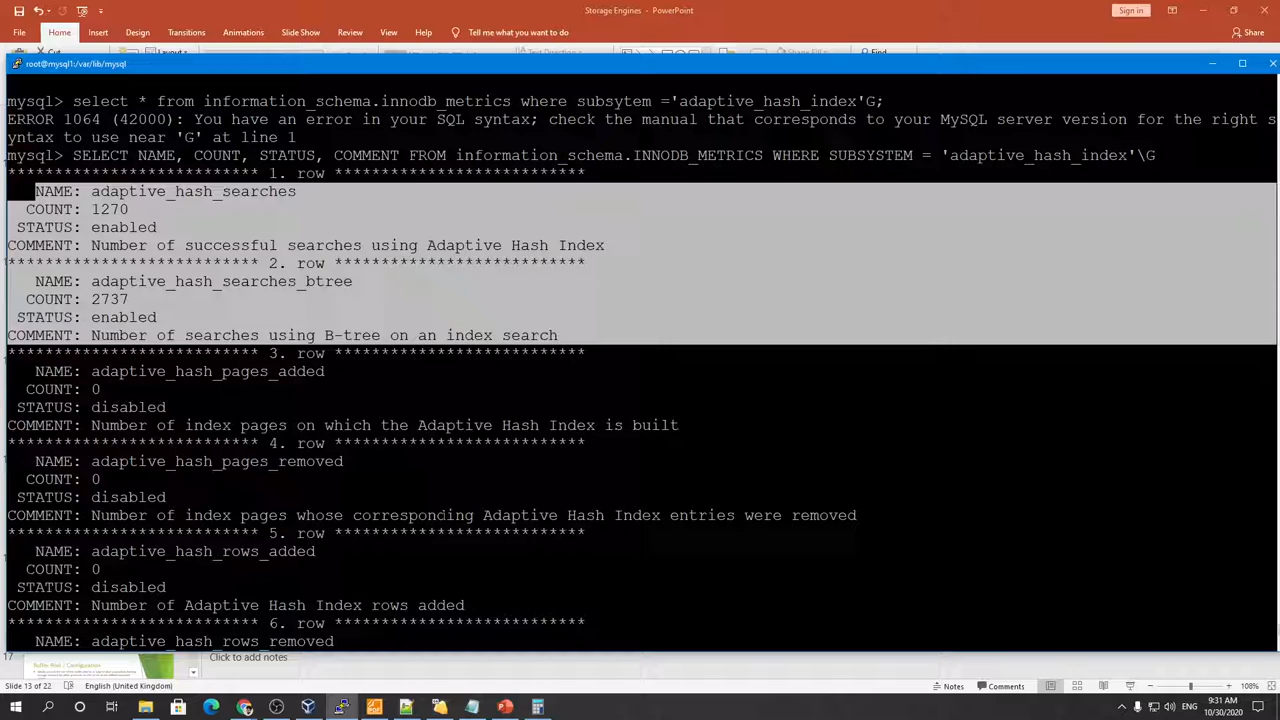 Storage Engines - PowerPoint
Sign in
File Home Insert Design Transitions Animations Slide Show Review View Help Tell me what you want to do Share
Cut Find
root@mysql1:/var/lib/mysql
mysql> select * from information_schema.innodb_metrics where subsytem ='adaptive_hash_index'G;
ERROR 1064 (42000): You have an error in your SQL syntax; check the manual that corresponds to your MySQL server version for the right s
yntax to use near 'G' at line 1
mysql> SELECT NAME, COUNT, STATUS, COMMENT FROM information_schema.INNODB_METRICS WHERE SUBSYSTEM = 'adaptive_hash_index'\G
*************************** 1. row ***************************
NAME: adaptive_hash_searches
COUNT: 1270
STATUS: enabled
COMMENT: Number of successful searches using Adaptive Hash Index
*************************** 2. row ***************************
NAME: adaptive_hash_searches_btree
COUNT: 2737
STATUS: enabled
COMMENT: Number of searches using B-tree on an index search
*************************** 3. row ***************************
NAME: adaptive_hash_pages_added
COUNT: 0
STATUS: disabled
COMMENT: Number of index pages on which the Adaptive Hash Index is built
*************************** 4. row ***************************
NAME: adaptive_hash_pages_removed
COUNT: 0
STATUS: disabled
COMMENT: Number of index pages whose corresponding Adaptive Hash Index entries were removed
*************************** 5. row ***************************
NAME: adaptive_hash_rows_added
COUNT: 0
STATUS: disabled
COMMENT: Number of Adaptive Hash Index rows added
*************************** 6. row ***************************
NAME: adaptive_hash_rows_removed
17
Buffer Pool : Configuration
Click to add notes
Slide 13 of 22 English (United Kingdom) Notes Comments 108%
9:31 AM
10/30/2020